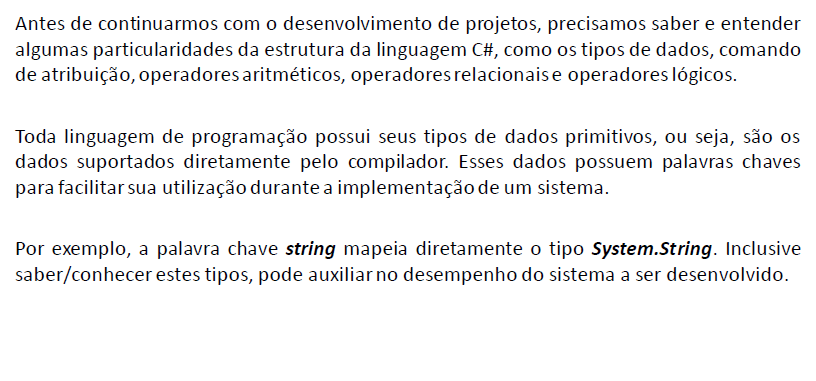 Antes de continuarmos com o desenvolvimento de projetos, precisamos saber e entender
algumas particularidades da estrutura da linguagem C#, como os tipos de dados, comando
de atribuição, operadores aritméticos, operadores relacionais e operadores lógicos.
Toda linguagem de programação possui seus tipos de dados primitivos, ou seja, são os
dados suportados diretamente pelo compilador. Esses dados possuem palavras chaves
para facilitar sua utilização durante a implementação de um sistema.
Por exemplo, a palavra chave string mapeia diretamente o tipo System.String. Inclusive
saber/conhecer estes tipos, pode auxiliar no desempenho do sistema a ser desenvolvido.